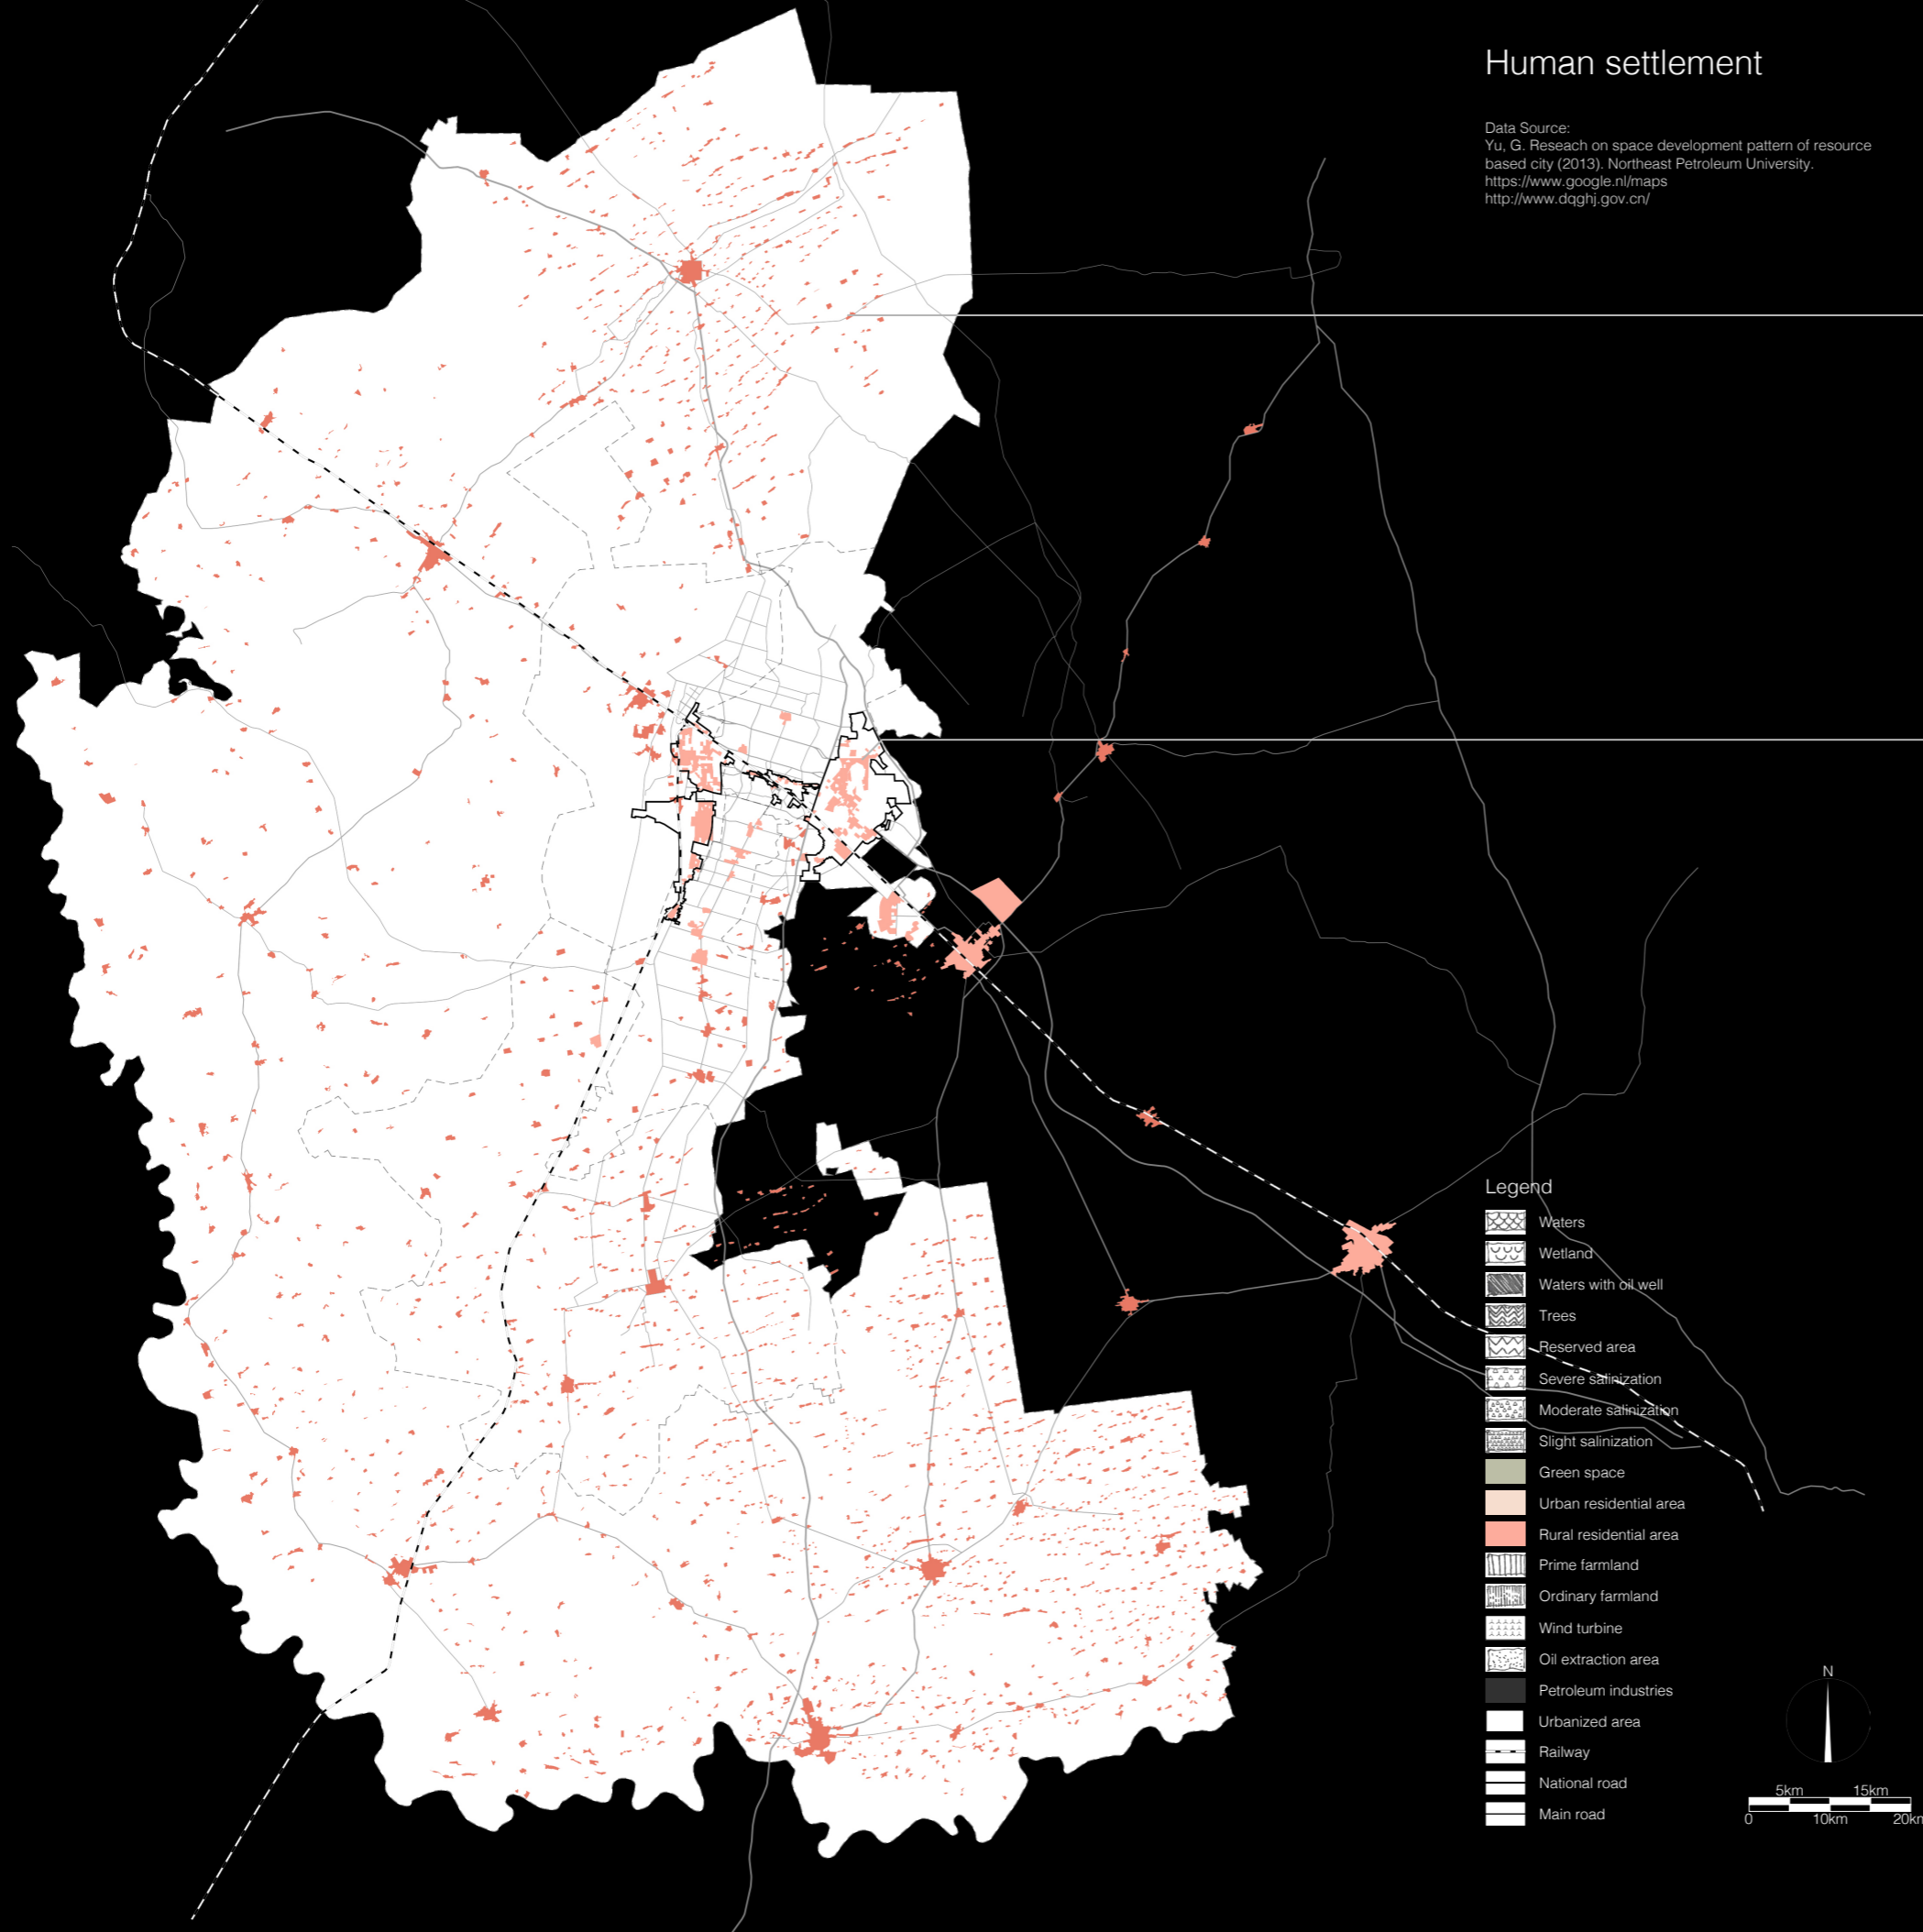 Human settlement
Data Source:
Yu, G. Reseach on space development pattern of resource
based city (2013). Northeast Petroleum University.
https://www.google.nl/maps
http://www.dqghj.gov.cn/
Legend
Waters
Wetland
Waters with oil well
Trees
Reserved area
Severe salinization
Moderate salinization
Slight salinization
Green space
Urban residential area
Rural residential area
Prime farmland
Ordinary farmland
Wind turbine
Oil extraction area
Petroleum industries
Urbanized area
Railway
National road
Main road
N
5km 15km
0 10km 20km